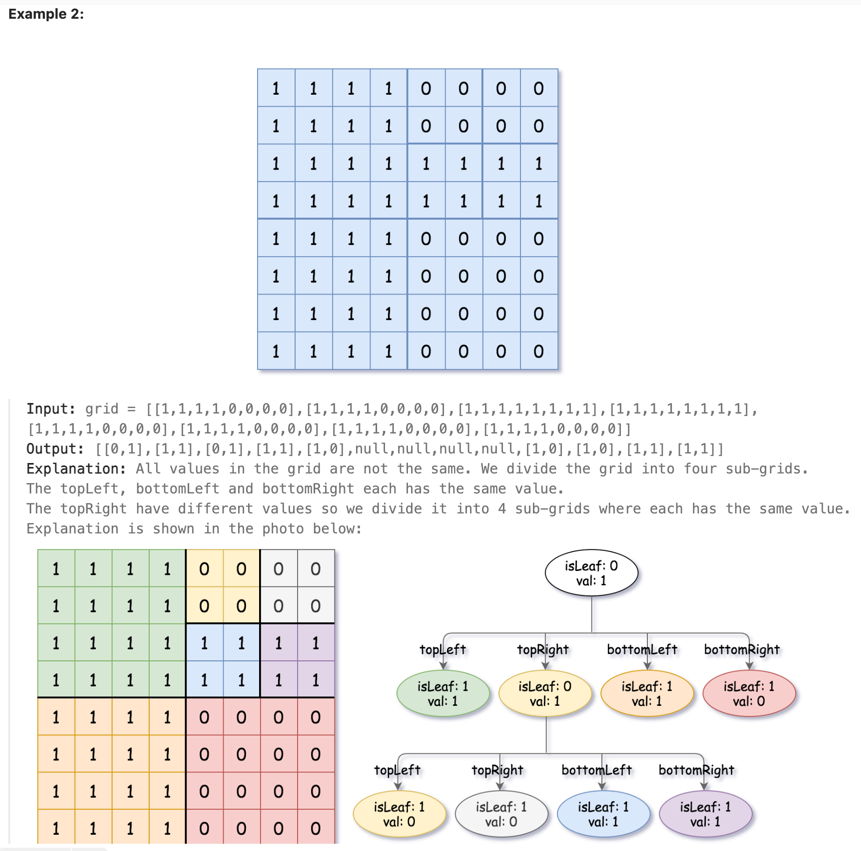 Example 2:
1 1 1 1 0 0 0 0
1 1 1 1 0 0 0 0
1 1 1 1 1 1 1 1
1 1 1 1 1 1 1 1
1 1 1 1 0 0 0 0
1 1 1 1 0 0 0 0
1 1 1 1 0 0 0 0
1 1 1 1 0 0 0 0
Input: grid = [[1,1,1,1,0,0,0,0],[1,1,1,1,0,0,0,0],[1,1,1,1,1,1,1,1],[1,1,1,1,1,1,1,1],
[1,1,1,1,0,0,0,0],[1,1,1,1,0,0,0,0],[1,1,1,1,0,0,0,0],[1,1,1,1,0,0,0,0]]
Output: [[0,1],[1,1],[0,1],[1,1],[1,0],null,null,null,null,[1,0],[1,0],[1,1],[1,1]]
Explanation: All values in the grid are not the same. We divide the grid into four sub-grids.
The topLeft, bottomLeft and bottomRight each has the same value.
The topRight have different values so we divide it into 4 sub-grids where each has the same value.
Explanation is shown in the photo below:
1 1 1 1 0 0 0 0
1 1 1 1 0 0 0 0
1 1 1 1 1 1 1 1
1 1 1 1 1 1 1 1
1 1 1 1 0 0 0 0
1 1 1 1 0 0 0 0
1 1 1 1 0 0 0 0
1 1 1 1 0 0 0 0
isLeaf: 0
val: 1
topLeft topRight bottomLeft bottomRight
isLeaf: 1 isLeaf: 0 isLeaf: 1 isLeaf: 1
val: 1 val: 1 val: 1 val: 0
topLeft topRight bottomLeft bottomRight
isLeaf: 1 isLeaf: 1 isLeaf: 1 isLeaf: 1
val: 0 val: 0 val: 1 val: 1